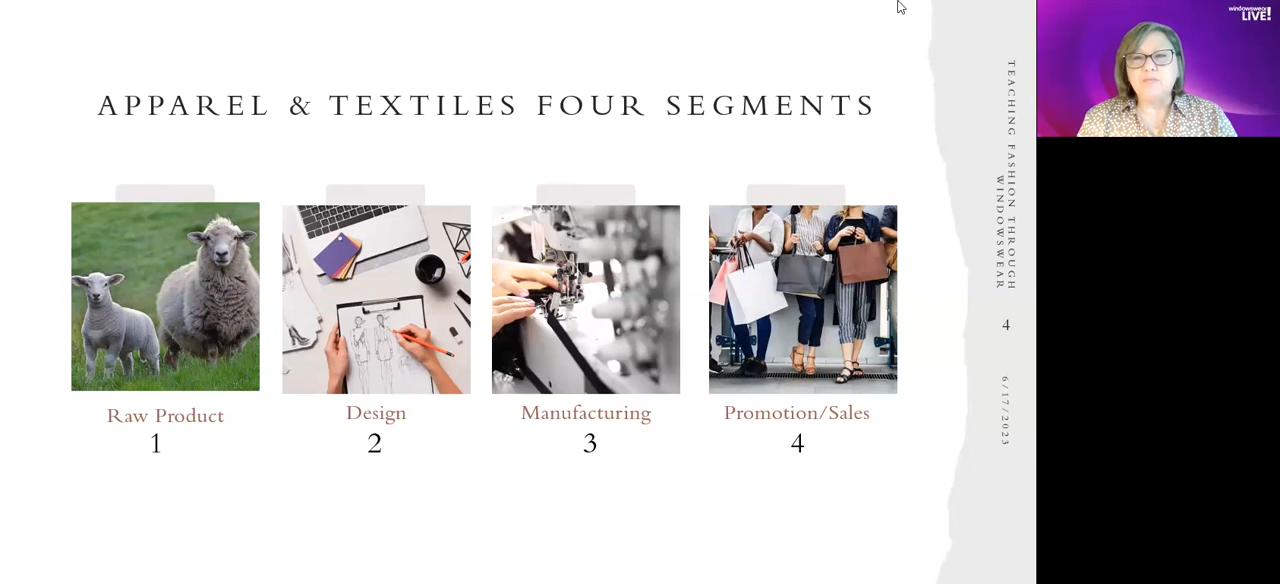 APPAREL & TEXTILES FOUR SEGMENTS
Raw Product
1
Design
2
Manufacturing
3
Promotion/Sales
4
TEACHING FASHION THROUGH
WINDOWSWEAR
4
6/17/2023
windowswear
LIVE!